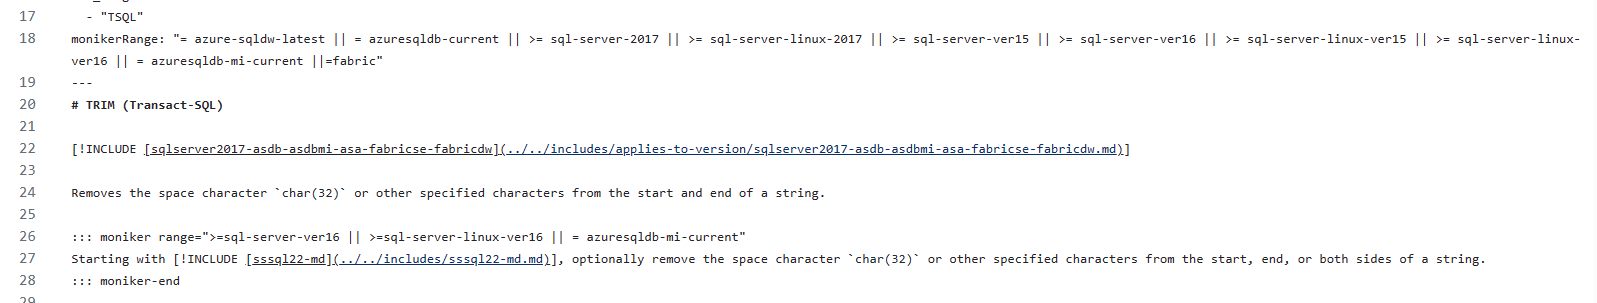 17 - "TSQL"
18 monikerRange: "= azure-sqldw-latest || = azuresqldb-current || >= sql-server-2017 || >= sql-server-linux-2017 || >= sql-server-ver15 || >= sql-server-ver16 || >= sql-server-linux-ver15 || >= sql-server-linux-
ver16 || = azuresqldb-mi-current ||=fabric"
19 ---
20 # TRIM (Transact-SQL)
21
22 [!INCLUDE [sqlserver2017-asdb-asdbmi-asa-fabricse-fabricdw](../../includes/applies-to-version/sqlserver2017-asdb-asdbmi-asa-fabricse-fabricdw.md)]
23
24 Removes the space character `char(32)` or other specified characters from the start and end of a string.
25
26 ::: moniker range=">=sql-server-ver16 || >=sql-server-linux-ver16 || = azuresqldb-mi-current"
27 Starting with [!INCLUDE [sssql22-md](../../includes/sssql22-md.md)], optionally remove the space character `char(32)` or other specified characters from the start, end, or both sides of a string.
28 ::: moniker-end
29